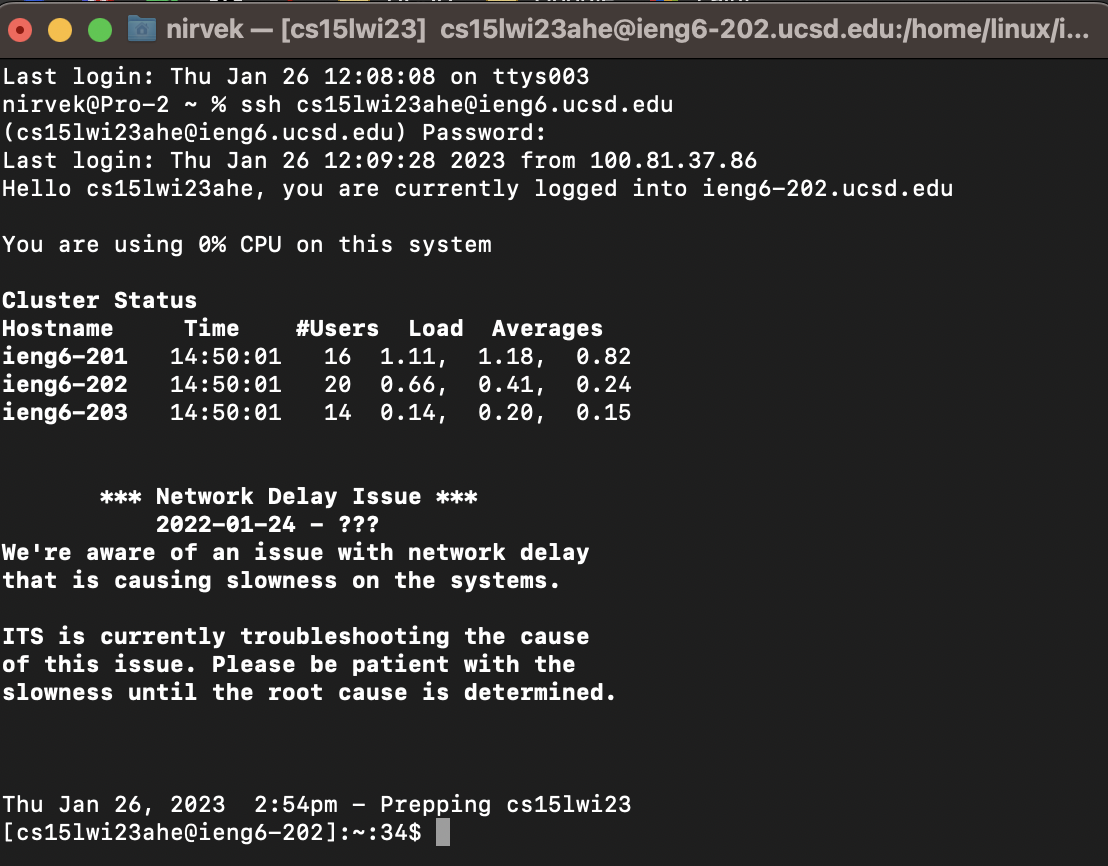 nirvek — [cs15lwi23] cs15lwi23ahe@ieng6-202.ucsd.edu:/home/linux/i...
Last login: Thu Jan 26 12:08:08 on ttys003
nirvek@Pro-2 ~ % ssh cs15lwi23ahe@ieng6.ucsd.edu
(cs15lwi23ahe@ieng6.ucsd.edu) Password:
Last login: Thu Jan 26 12:09:28 2023 from 100.81.37.86
Hello cs15lwi23ahe, you are currently logged into ieng6-202.ucsd.edu
You are using 0% CPU on this system
Cluster Status
Hostname     Time    #Users  Load  Averages
ieng6-201   14:50:01   16  1.11,  1.18,  0.82
ieng6-202   14:50:01   20  0.66,  0.41,  0.24
ieng6-203   14:50:01   14  0.14,  0.20,  0.15
*** Network Delay Issue ***
2022-01-24 - ???
We're aware of an issue with network delay
that is causing slowness on the systems.
ITS is currently troubleshooting the cause
of this issue. Please be patient with the
slowness until the root cause is determined.
Thu Jan 26, 2023  2:54pm - Prepping cs15lwi23
[cs15lwi23ahe@ieng6-202]:~:34$